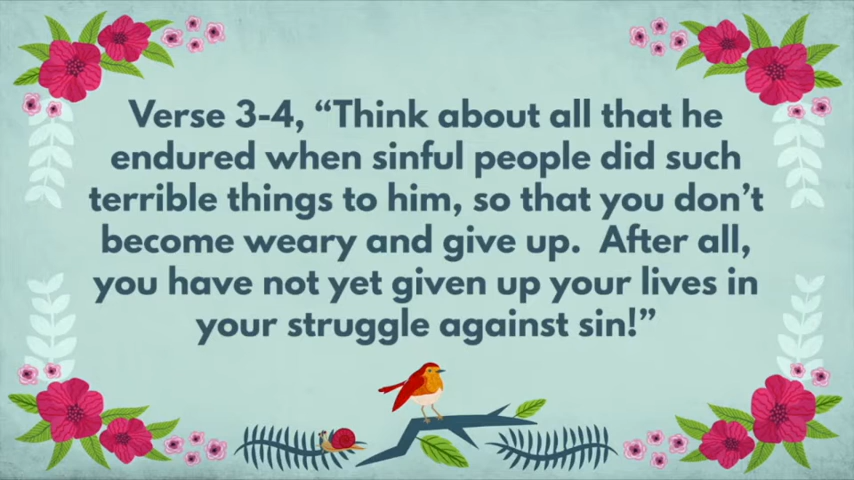 Verse 3-4, “Think about all that he
endured when sinful people did such
terrible things to him, so that you don’t
become weary and give up.  After all,
you have not yet given up your lives in
your struggle against sin!”